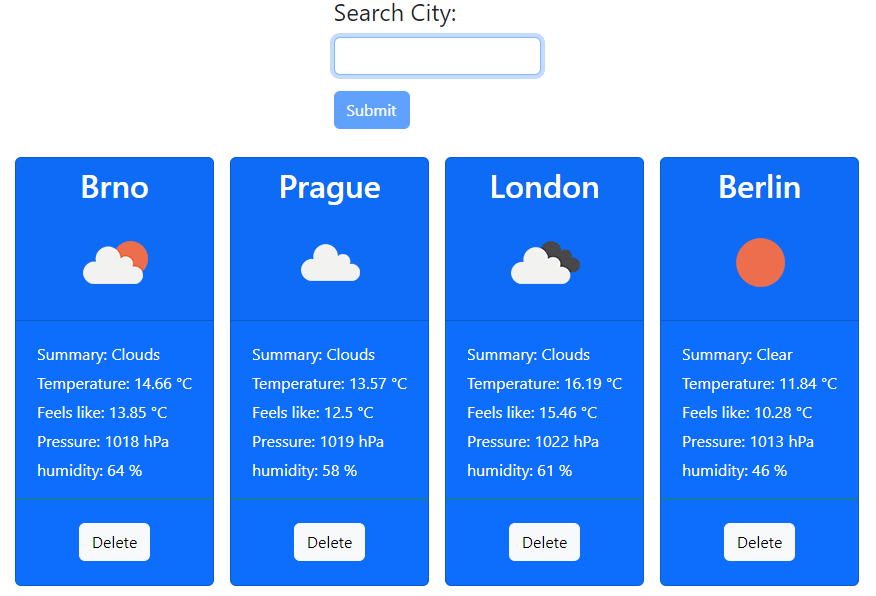 Search City:
Submit
Brno
Summary: Clouds
Temperature: 14.66 °C
Feels like: 13.85 °C
Pressure: 1018 hPa
humidity: 64 %
Delete
Prague
Summary: Clouds
Temperature: 13.57 °C
Feels like: 12.5 °C
Pressure: 1019 hPa
humidity: 58 %
Delete
London
Summary: Clouds
Temperature: 16.19 °C
Feels like: 15.46 °C
Pressure: 1022 hPa
humidity: 61 %
Delete
Berlin
Summary: Clear
Temperature: 11.84 °C
Feels like: 10.28 °C
Pressure: 1013 hPa
humidity: 46 %
Delete